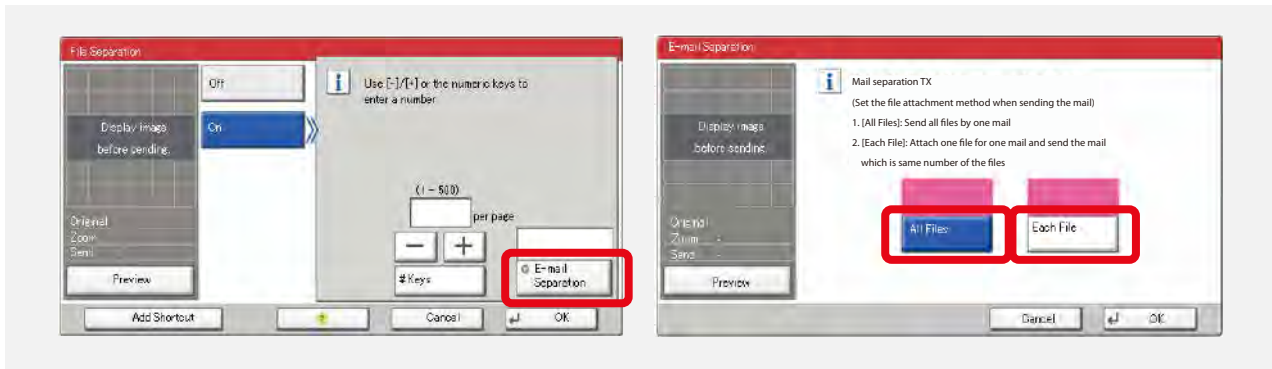 File Separation
Off
On
Use [-]/[+] or the numeric keys to
enter a number
Display image
before sending.
(1 - 500)
per page
− +
Original
Zoom
Send
Preview
# Keys
E-mail
Separation
Add Shortcut
Cancel
OK
E-mail Separation
Mail separation TX
(Set the file attachment method when sending the mail)
1. [All Files]: Send all files by one mail
2. [Each File]: Attach one file for one mail and send the mail
which is same number of the files
Display image
before sending.
All Files
Each File
Original
Zoom -
Send -
Preview
Cancel
OK